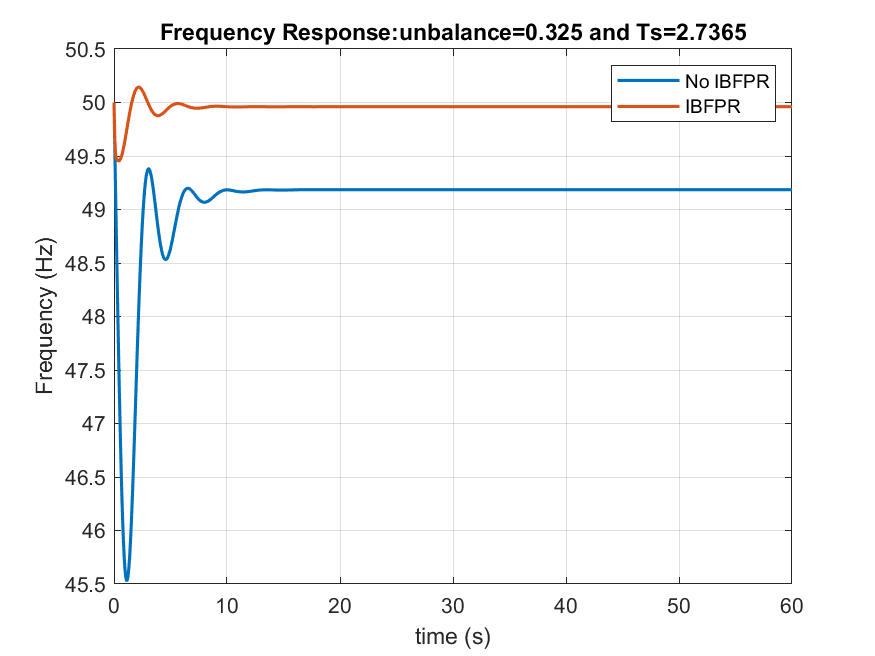 Frequency Response:unbalance=0.325 and Ts=2.7365
50.5
50
49.5
49
48.5
48
47.5
47
46.5
46
45.5
Frequency (Hz)
No IBFPR
IBFPR
0 10 20 30 40 50 60
time (s)